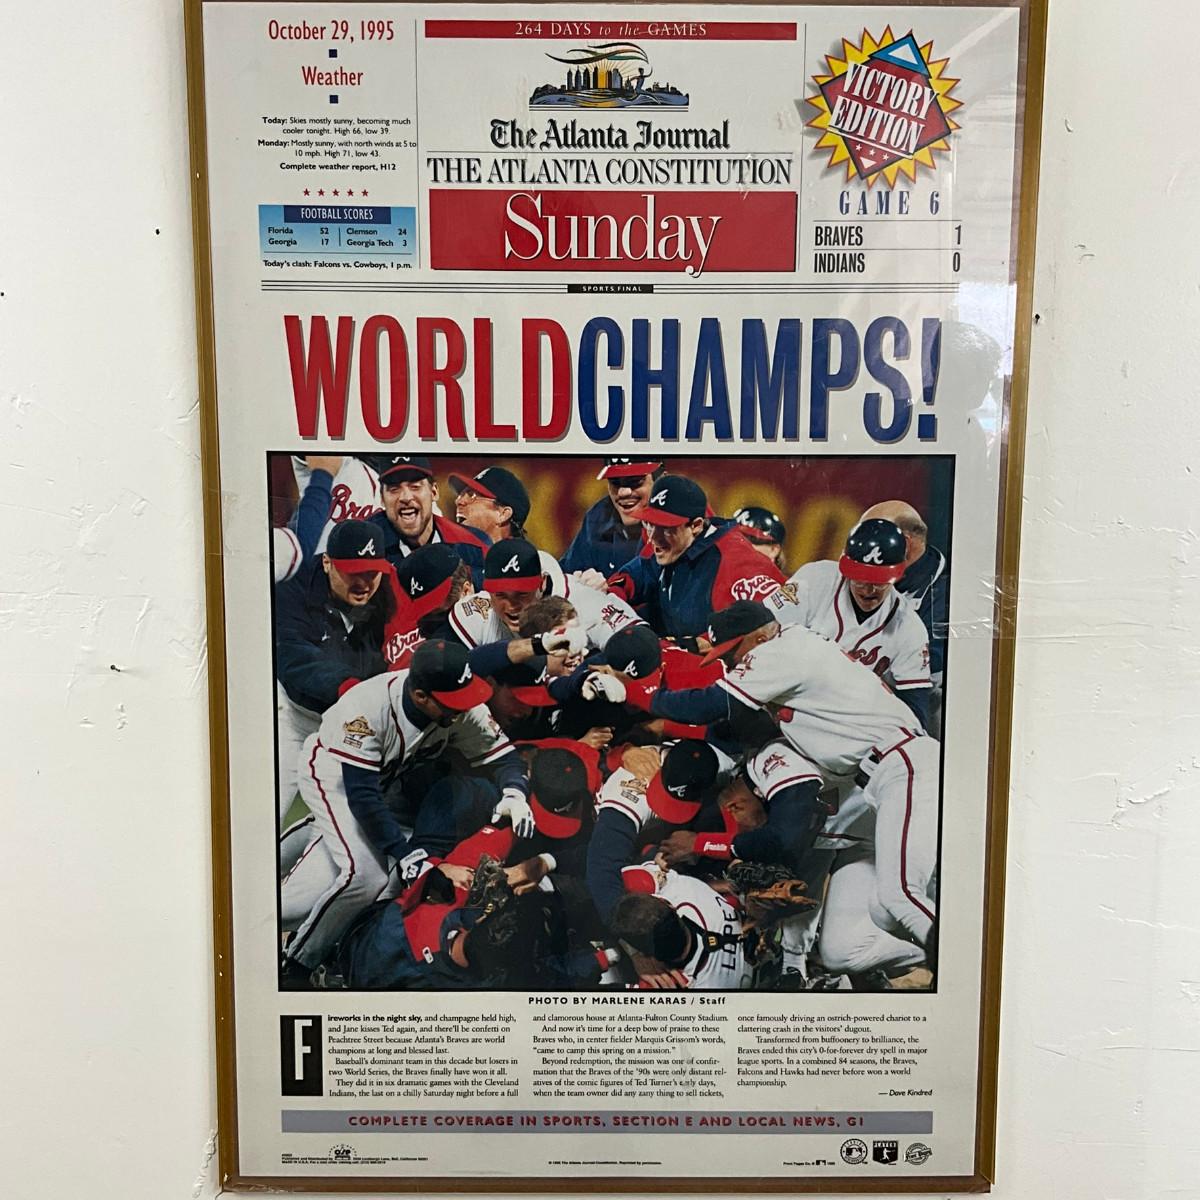 October 29, 1995
Weather
Today: Skies mostly sunny, becoming much
cooler tonight. High 66, low 39.
Monday: Mostly sunny, with north winds at 5 to
10 mph. High 71, low 43.
Complete weather report, H12
FOOTBALL SCORES
Florida 52 Clemson 24
Georgia 17 Georgia Tech 3
Today's clash: Falcons vs. Cowboys, 1 p.m.
264 DAYS to the GAMES
The Atlanta Journal
THE ATLANTA CONSTITUTION
Sunday
VICTORY
EDITION
GAME 6
BRAVES 1
INDIANS 0
SPORTS FINAL
WORLDCHAMPS!
Bra
A
Braves
LOPEZ
Franklin
PHOTO BY MARLENE KARAS / Staff
Fireworks in the night sky, and champagne held high,
and Jane kisses Ted again, and there'll be confetti on
Peachtree Street because Atlanta's Braves are world
champions at long and blessed last.
Baseball's dominant team in this decade but losers in
two World Series, the Braves finally have won it all.
They did it in six dramatic games with the Cleveland
Indians, the last on a chilly Saturday night before a full
and clamorous house at Atlanta-Fulton County Stadium.
And now it's time for a deep bow of praise to these
Braves who, in center fielder Marquis Grissom's words,
"came to camp this spring on a mission."
Beyond redemption, the mission was one of confir-
mation that the Braves of the '90s were only distant rel-
atives of the comic figures of Ted Turner's early days,
when the team owner did any zany thing to sell tickets,
once famously driving an ostrich-powered chariot to a
clattering crash in the visitors' dugout.
Transformed from buffoonery to brilliance, the
Braves ended this city's 0-for-forever dry spell in major
league sports. In a combined 84 seasons, the Braves,
Falcons and Hawks had never before won a world
championship.
— Dave Kindred
COMPLETE COVERAGE IN SPORTS, SECTION E AND LOCAL NEWS, G1
© 1995 The Atlanta Journal-Constitution. Reprinted by permission.